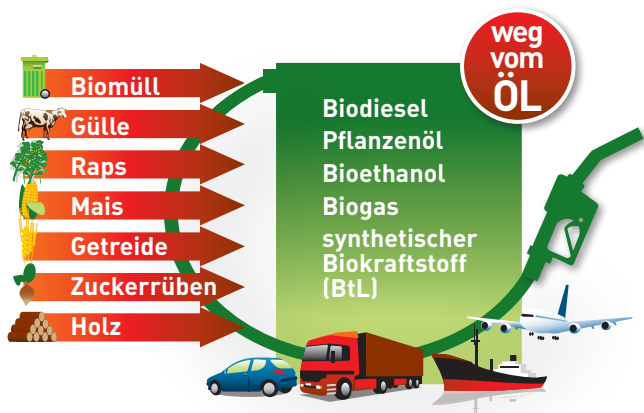 weg
vom
ÖL
Biomüll
Gülle
Raps
Mais
Getreide
Zuckerrüben
Holz
Biodiesel
Pflanzenöl
Bioethanol
Biogas
synthetischer
Biokraftstoff
(BtL)